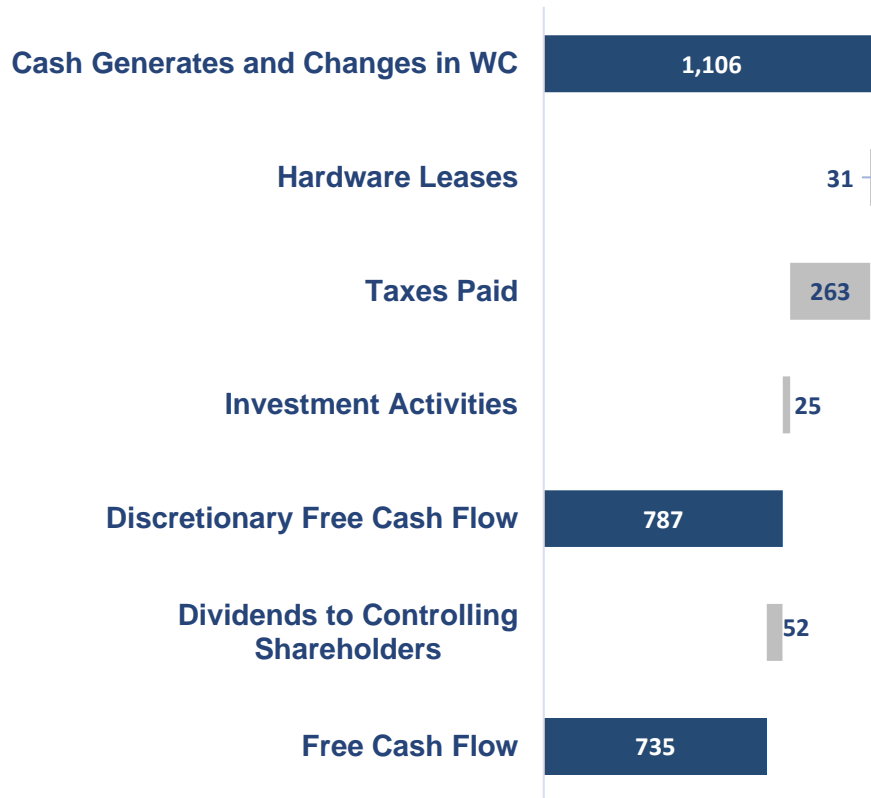 Cash Generates and Changes in WC
1,106
Hardware Leases
31
Taxes Paid
263
Investment Activities
25
Discretionary Free Cash Flow
787
Dividends to Controlling
Shareholders
52
Free Cash Flow
735